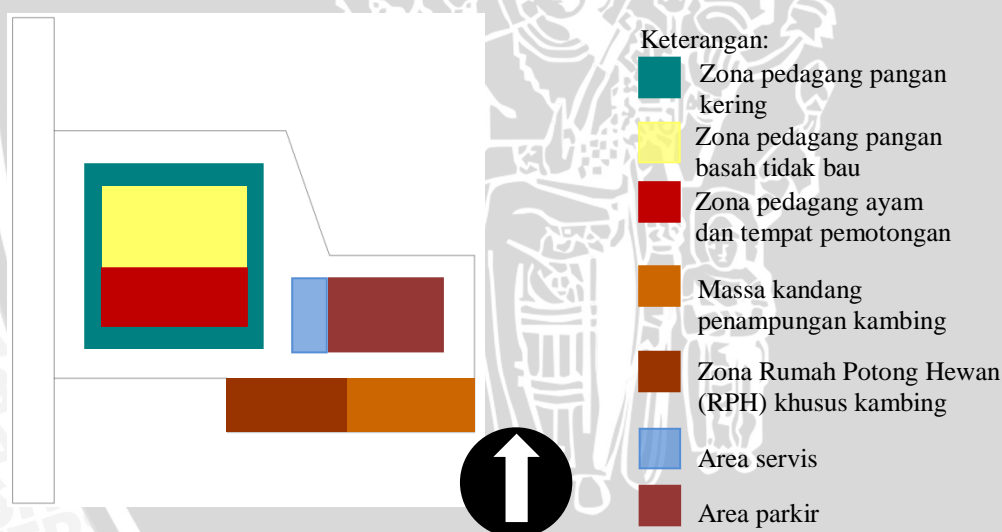 Keterangan:
Zona pedagang pangan
kering
Zona pedagang pangan
basah tidak bau
Zona pedagang ayam
dan tempat pemotongan
Massa kandang
penampungan kambing
Zona Rumah Potong Hewan
(RPH) khusus kambing
Area servis
Area parkir